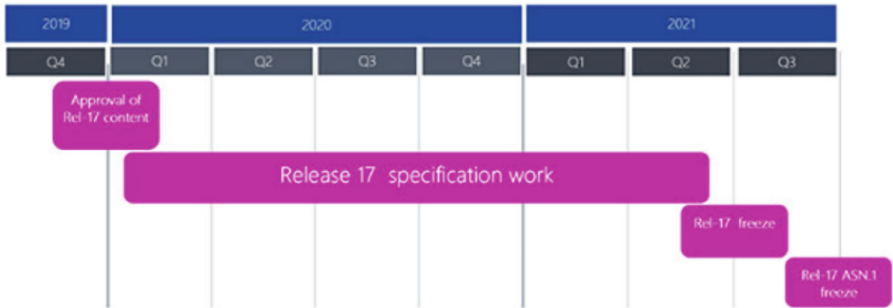 2019 2020 2021
Q4 Q1 Q2 Q3 Q4 Q1 Q2 Q3
Approval of
Rel-17 content
Release 17 specification work
Rel-17 freeze
Rel-17 ASN.1
freeze